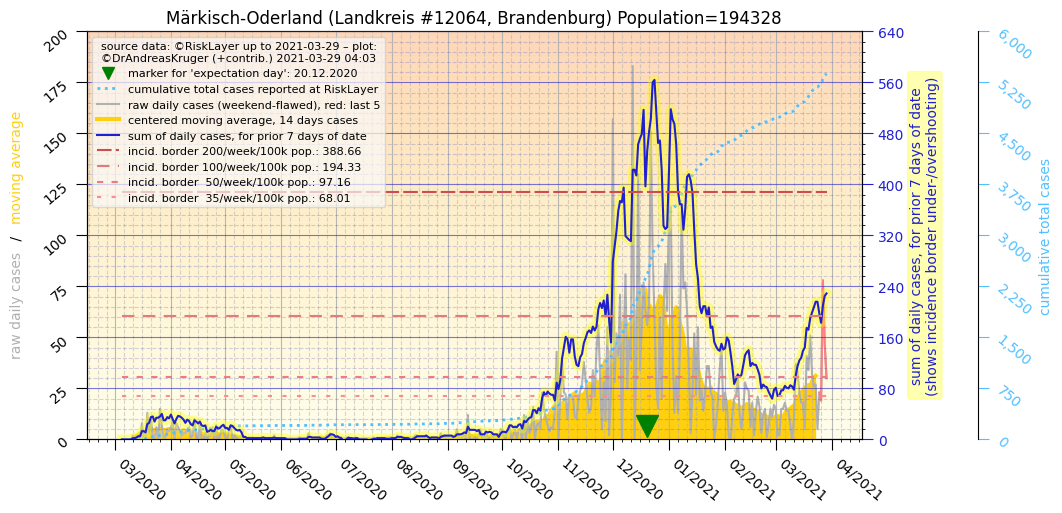 Märkisch-Oderland (Landkreis #12064, Brandenburg) Population=194328
source data: ©RiskLayer up to 2021-03-29 – plot:
©DrAndreasKruger (+contrib.) 2021-03-29 04:03
marker for 'expectation day': 20.12.2020
cumulative total cases reported at RiskLayer
raw daily cases (weekend-flawed), red: last 5
centered moving average, 14 days cases
sum of daily cases, for prior 7 days of date
incid. border 200/week/100k pop.: 388.66
incid. border 100/week/100k pop.: 194.33
incid. border  50/week/100k pop.: 97.16
incid. border  35/week/100k pop.: 68.01
raw daily cases / moving average
200
175
150
125
100
75
50
25
0
03/2020
04/2020
05/2020
06/2020
07/2020
08/2020
09/2020
10/2020
11/2020
12/2020
01/2021
02/2021
03/2021
04/2021
640
560
480
400
320
240
160
80
0
sum of daily cases, for prior 7 days of date
(shows incidence border under-/overshooting)
6,000
5,250
4,500
3,750
3,000
2,250
1,500
750
0
cumulative total cases